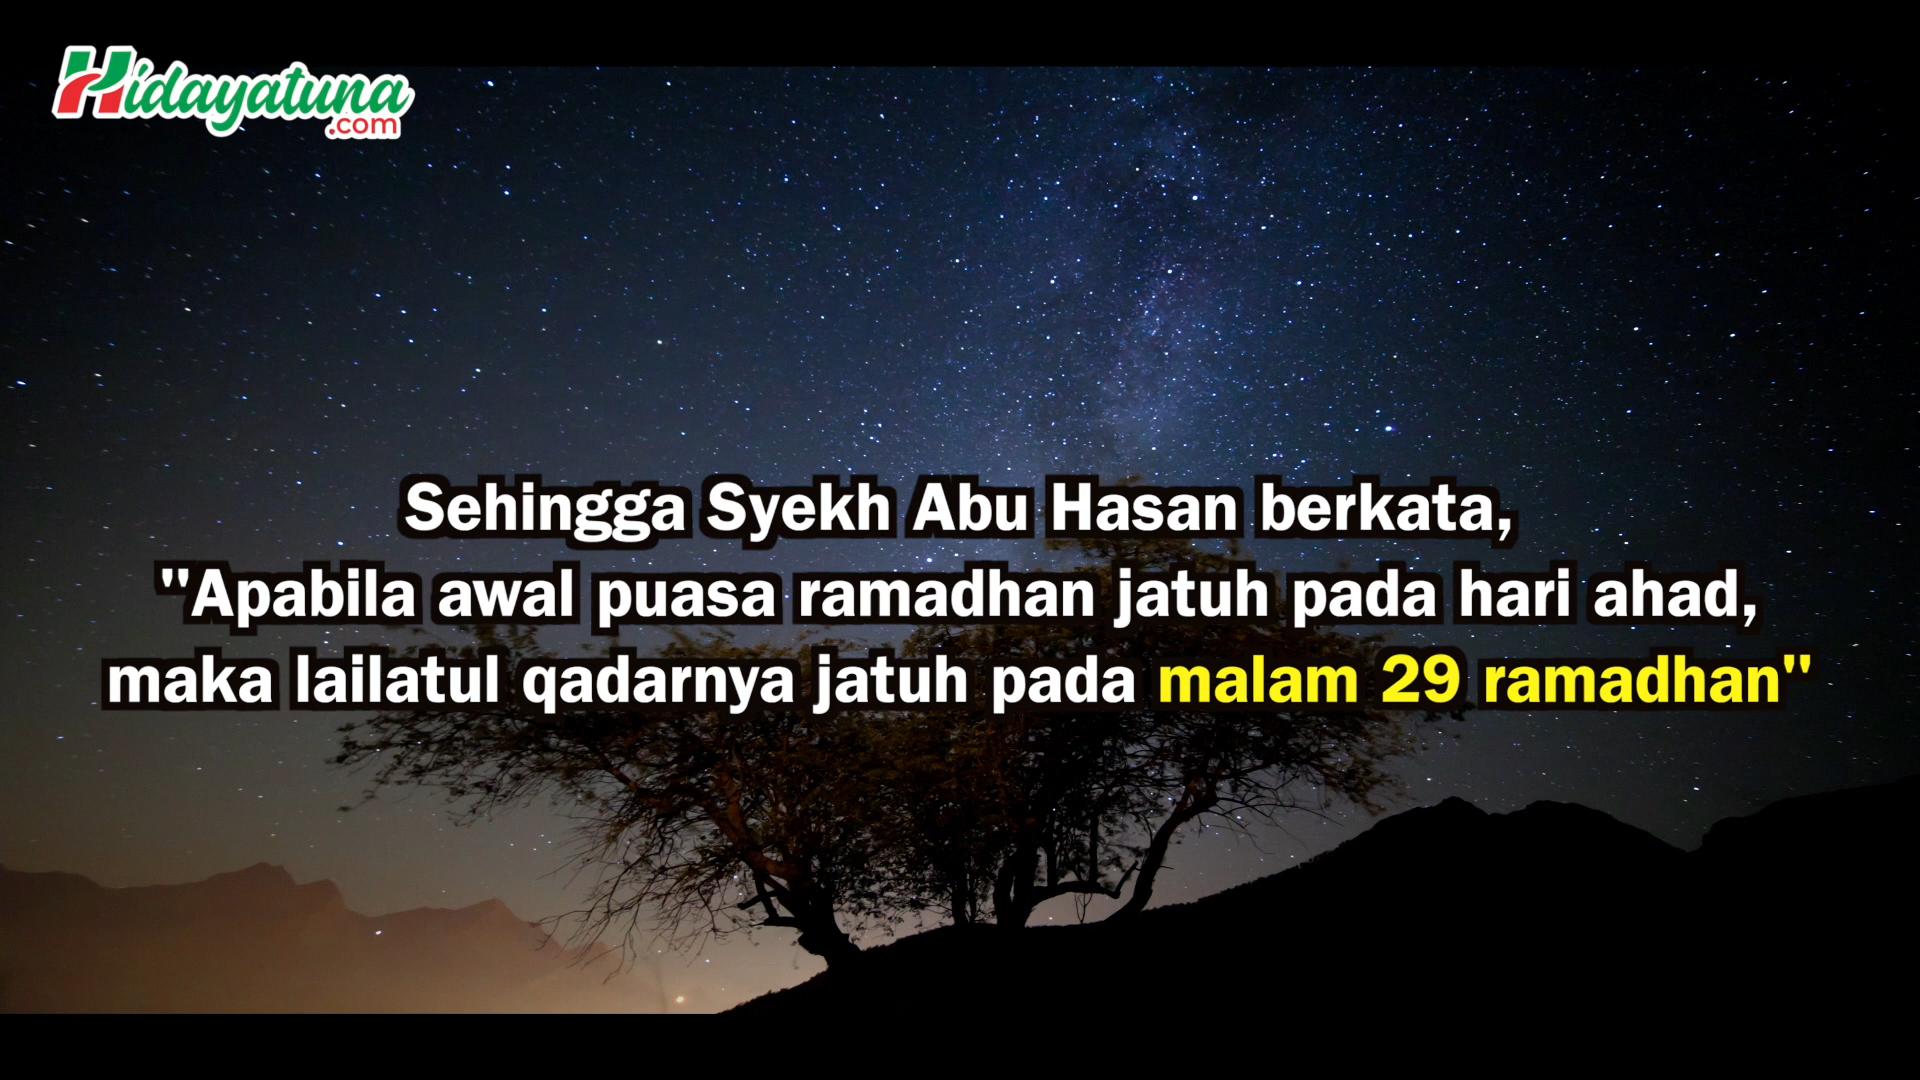 Hidayatuna
.com
Sehingga Syekh Abu Hasan berkata,
"Apabila awal puasa ramadhan jatuh pada hari ahad,
maka lailatul qadarnya jatuh pada malam 29 ramadhan"